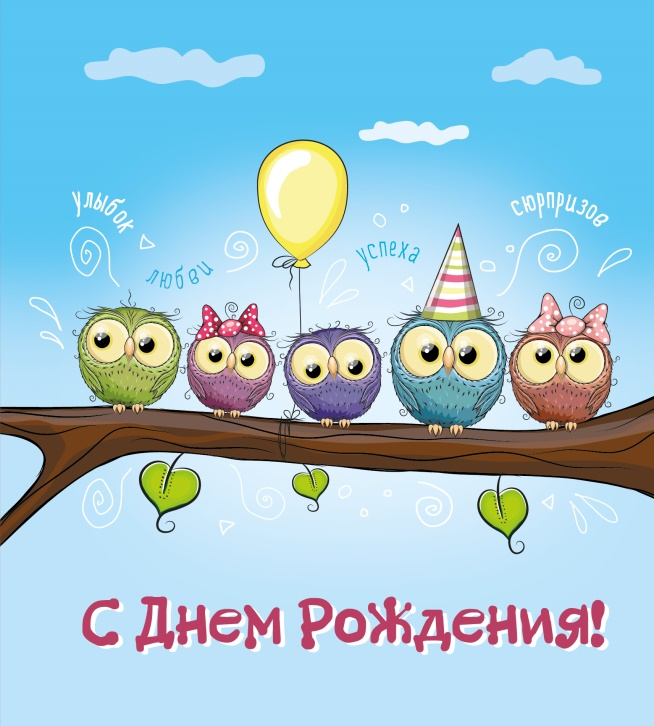 улыбок
любви
успеха
сюрпризов
С Днем Рождения!